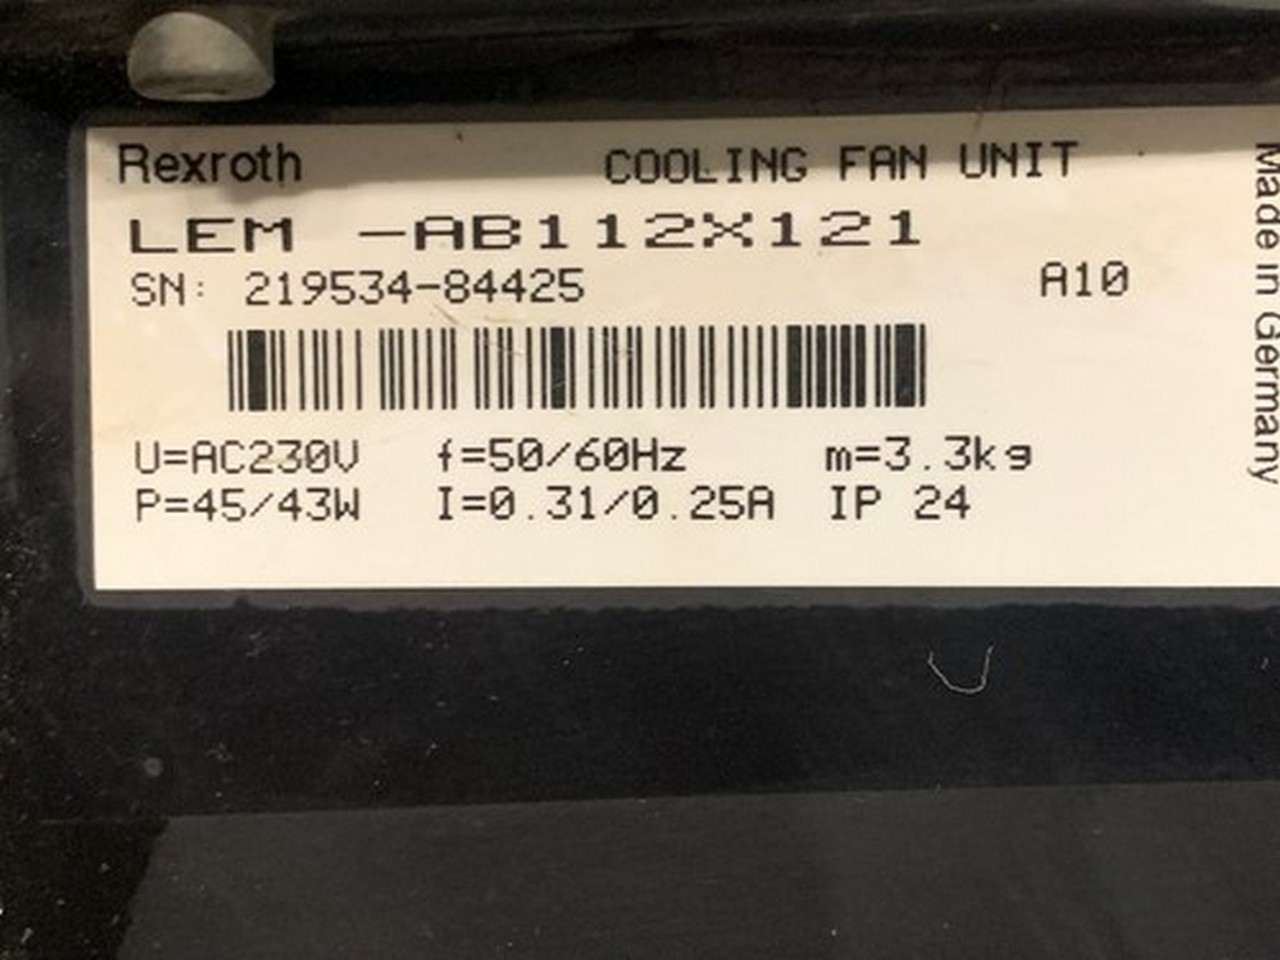 Rexroth COOLING FAN UNIT
LEM -AB112X121
SN: 219534-84425 A10
U=AC230V f=50/60Hz m=3.3kg
P=45/43W I=0.31/0.25A IP 24
Made in Germany